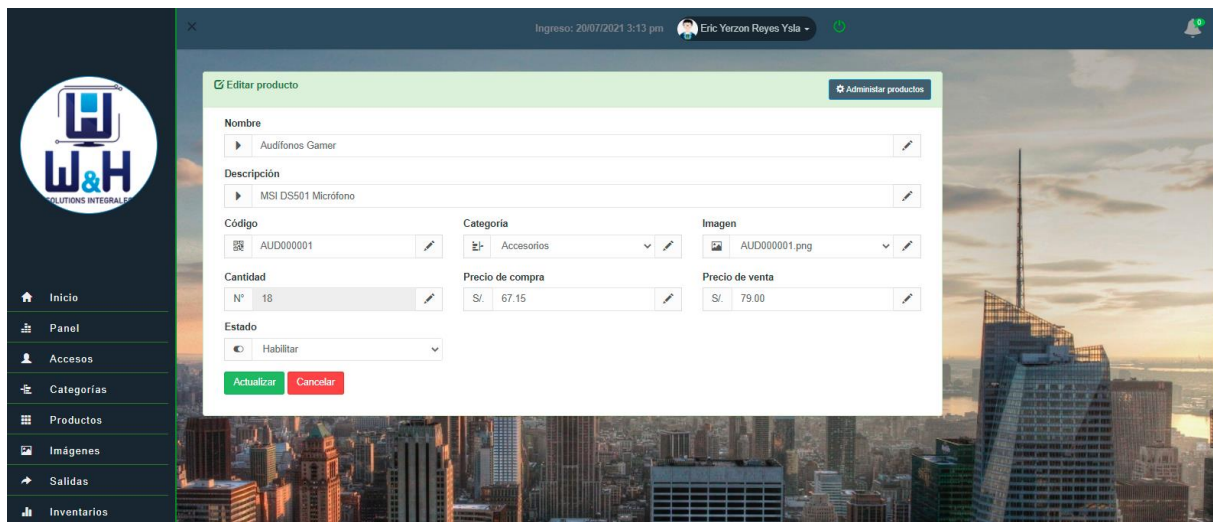 Ingreso: 20/07/2021 3:13 pm Eric Yerzon Reyes Ysla 0
W&H
SOLUTIONS INTEGRALES
Inicio
Panel
Accesos
Categorías
Productos
Imágenes
Salidas
Inventarios
Editar producto Administar productos
Nombre
Audífonos Gamer
Descripción
MSI DS501 Micrófono
Código Categoría Imagen
AUD000001 Accesorios AUD000001.png
Cantidad Precio de compra Precio de venta
N° 18 S/. 67.15 S/. 79.00
Estado
Habilitar
Actualizar Cancelar